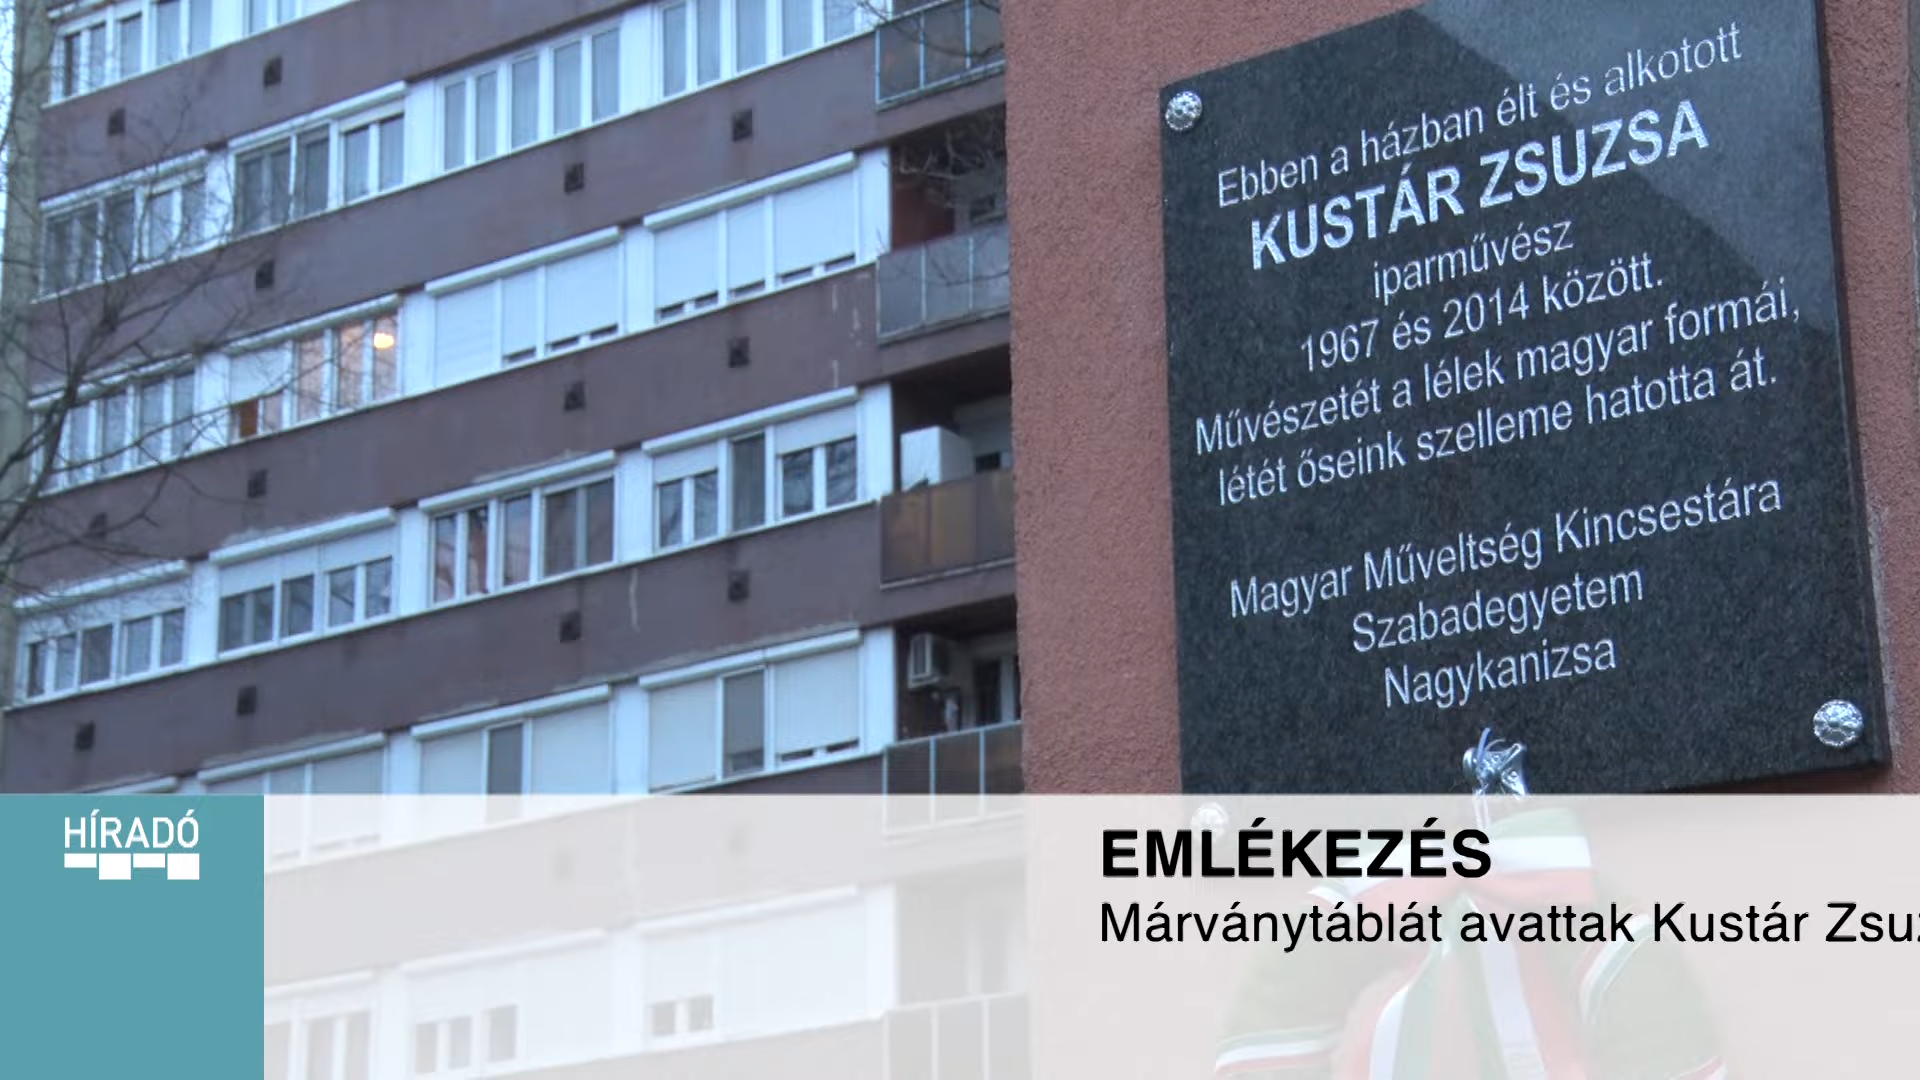 Ebben a házban élt és alkotott
KUSTÁR ZSUZSA
iparművész
1967 és 2014 között.
Művészetét a lélek magyar formái,
létét őseink szelleme hatotta át.
Magyar Műveltség Kincsestára
Szabadegyetem
Nagykanizsa
HÍRADÓ
EMLÉKEZÉS
Márványtáblát avattak Kustár